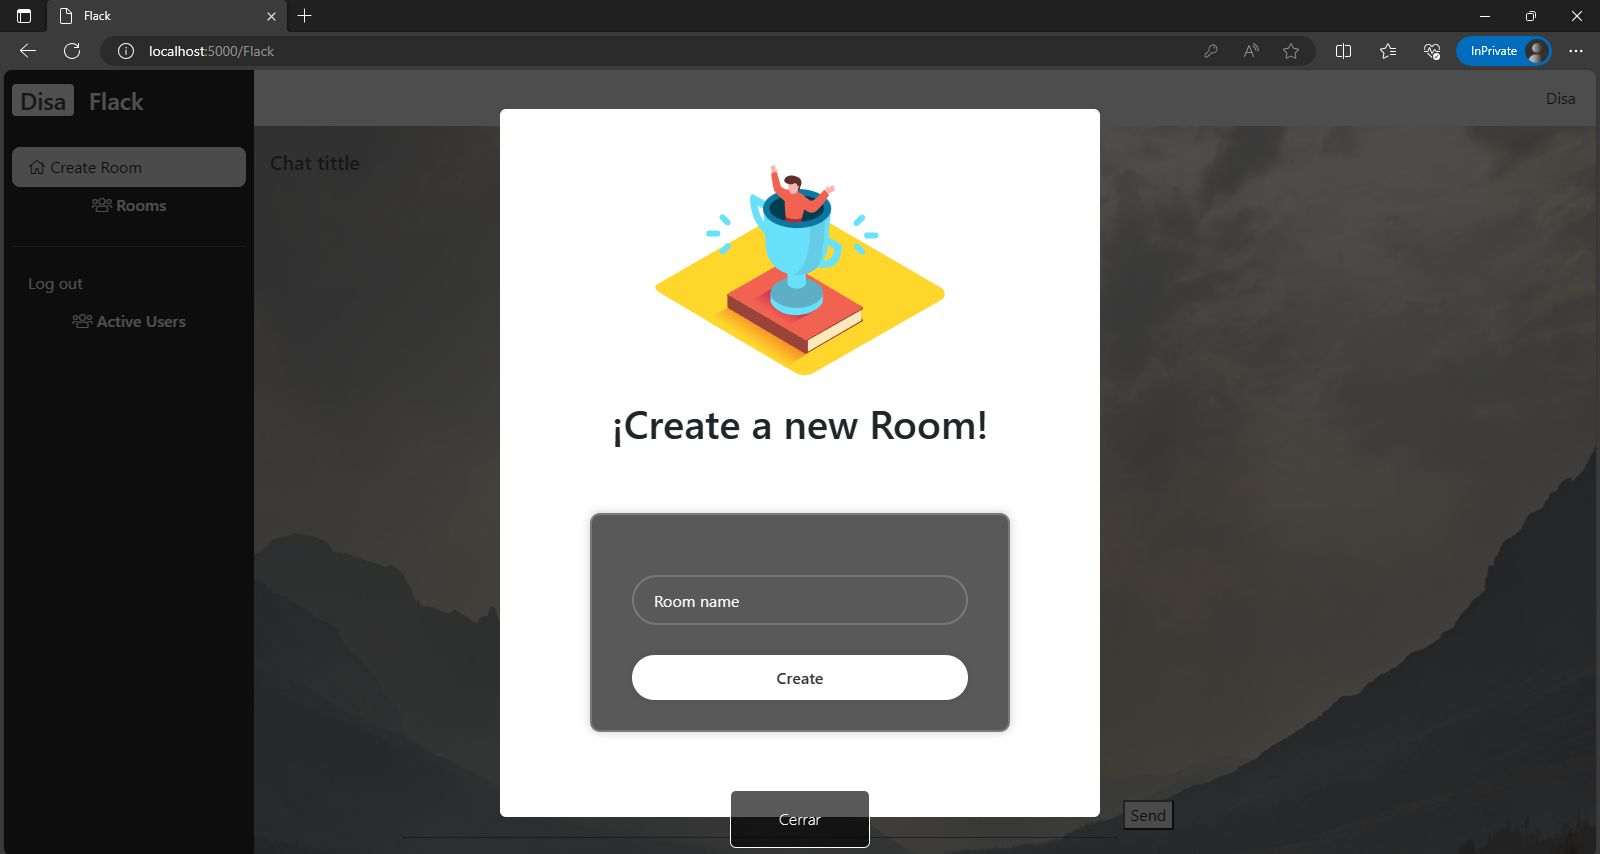 Flack
localhost:5000/Flack
InPrivate
Disa Flack
Disa
Create Room
Chat tittle
Rooms
Log out
Active Users
¡Create a new Room!
Room name
Create
Cerrar
Send